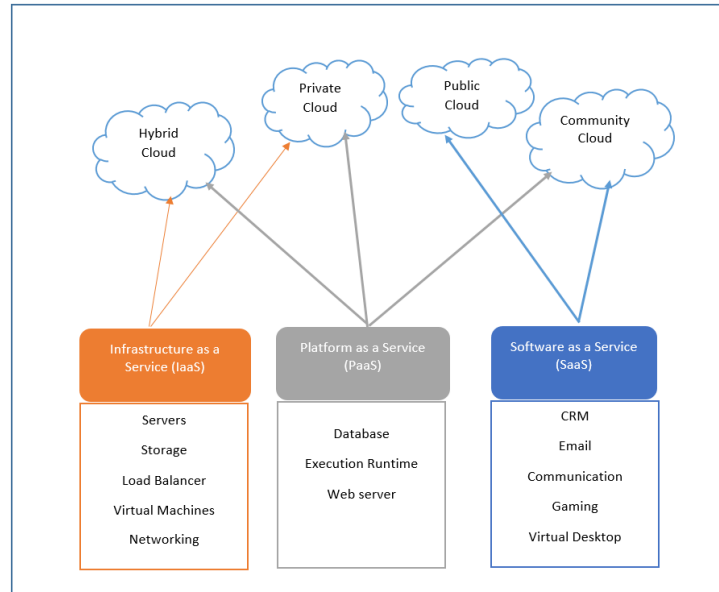 Private
Cloud
Public
Cloud
Hybrid
Cloud
Community
Cloud
Infrastructure as a
Service (IaaS)
Servers
Storage
Load Balancer
Virtual Machines
Networking
Platform as a Service
(PaaS)
Database
Execution Runtime
Web server
Software as a Service
(SaaS)
CRM
Email
Communication
Gaming
Virtual Desktop